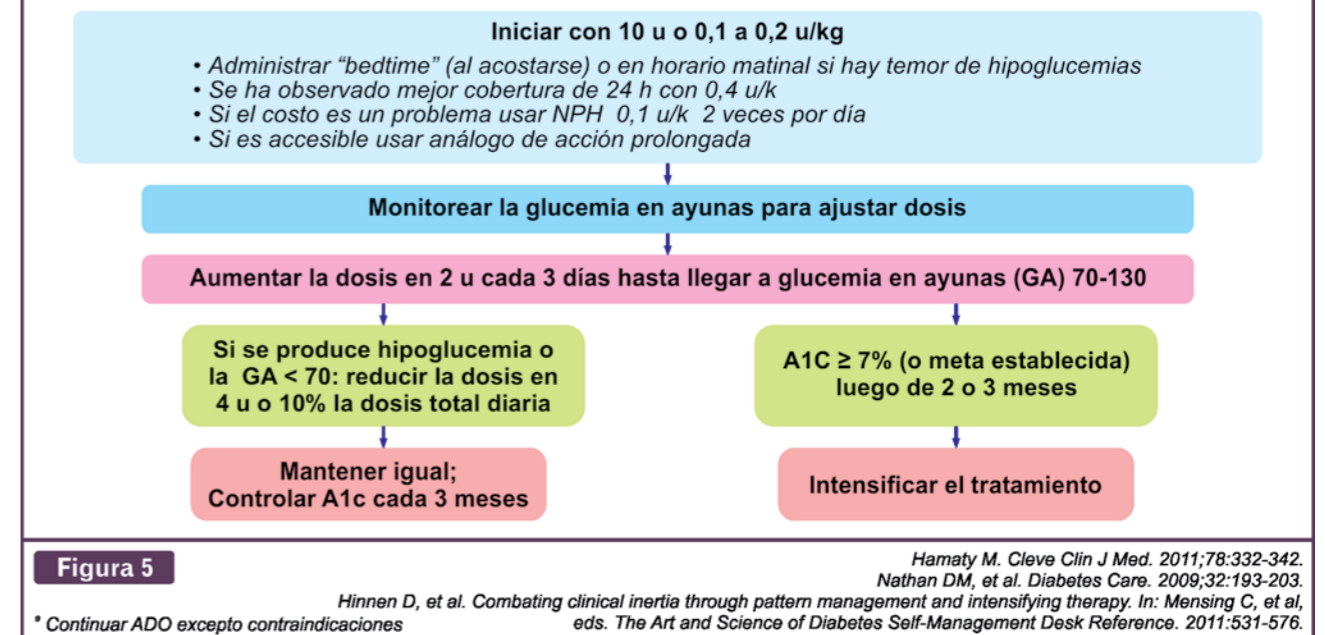 Iniciar con 10 u o 0,1 a 0,2 u/kg
• Administrar “bedtime” (al acostarse) o en horario matinal si hay temor de hipoglucemias
• Se ha observado mejor cobertura de 24 h con 0,4 u/k
• Si el costo es un problema usar NPH 0,1 u/k 2 veces por día
• Si es accesible usar análogo de acción prolongada
Monitorear la glucemia en ayunas para ajustar dosis
Aumentar la dosis en 2 u cada 3 días hasta llegar a glucemia en ayunas (GA) 70-130
Si se produce hipoglucemia o
la GA < 70: reducir la dosis en
4 u o 10% la dosis total diaria
Mantener igual;
Controlar A1c cada 3 meses
A1C ≥ 7% (o meta establecida)
luego de 2 o 3 meses
Intensificar el tratamiento
Figura 5
Hamaty M. Cleve Clin J Med. 2011;78:332-342.
Nathan DM, et al. Diabetes Care. 2009;32:193-203.
Hinnen D, et al. Combating clinical inertia through pattern management and intensifying therapy. In: Mensing C, et al,
eds. The Art and Science of Diabetes Self-Management Desk Reference. 2011:531-576.
* Continuar ADO excepto contraindicaciones